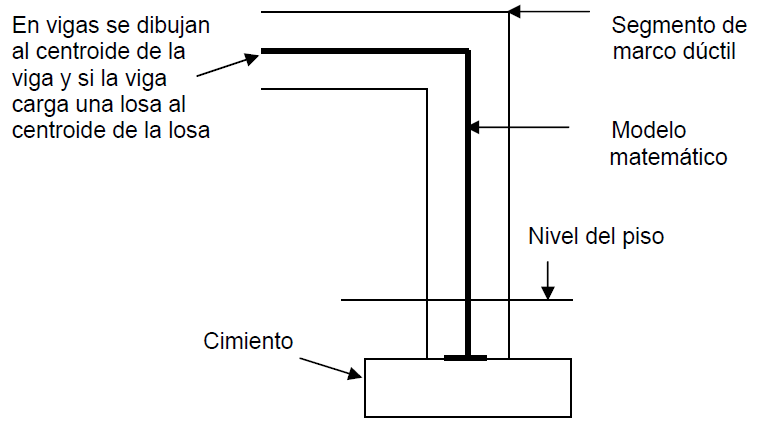 En vigas se dibujan
al centroide de la
viga y si la viga
carga una losa al
centroide de la losa
Segmento de
marco dúctil
Modelo
matemático
Nivel del piso
Cimiento